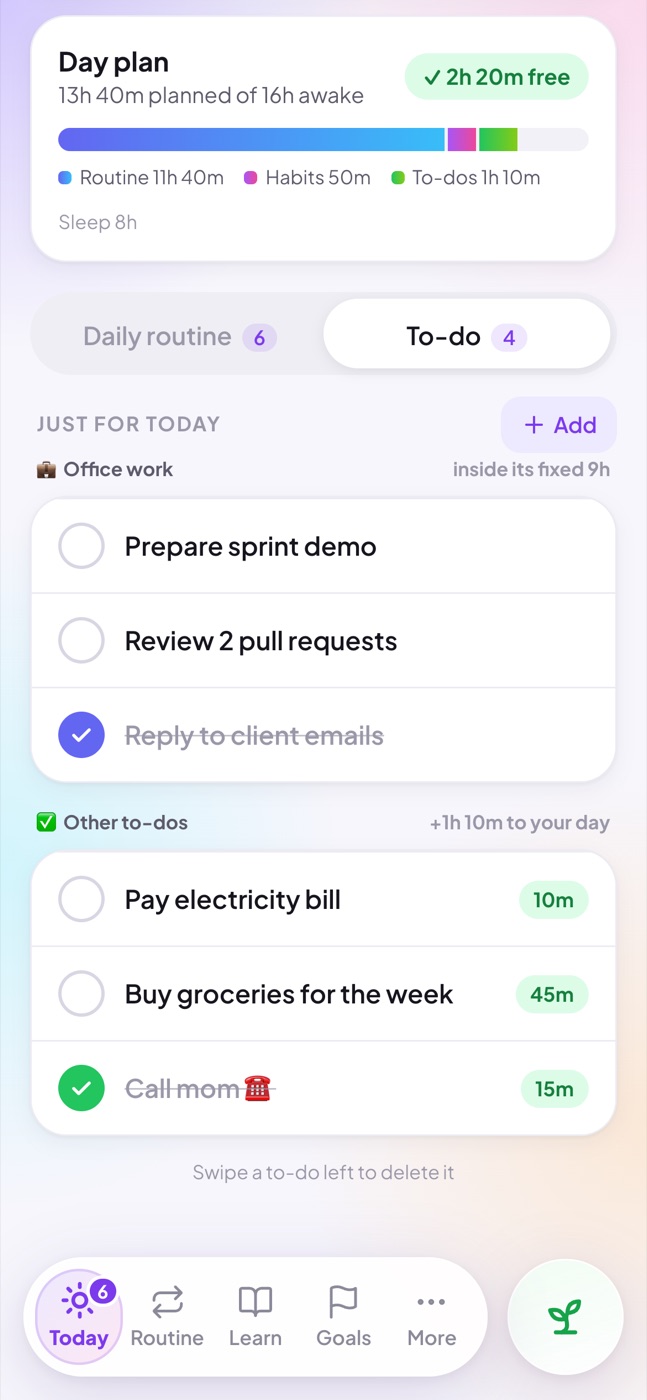 Day plan
13h 40m planned of 16h awake
✓ 2h 20m free
Routine 11h 40m
Habits 50m
To-dos 1h 10m
Sleep 8h
Daily routine 6
To-do 4
JUST FOR TODAY
+ Add
💼 Office work
inside its fixed 9h
Prepare sprint demo
Review 2 pull requests
Reply to client emails
✅ Other to-dos
+1h 10m to your day
Pay electricity bill
10m
Buy groceries for the week
45m
Call mom ☎️
15m
Swipe a to-do left to delete it
6
Today
Routine
Learn
Goals
More